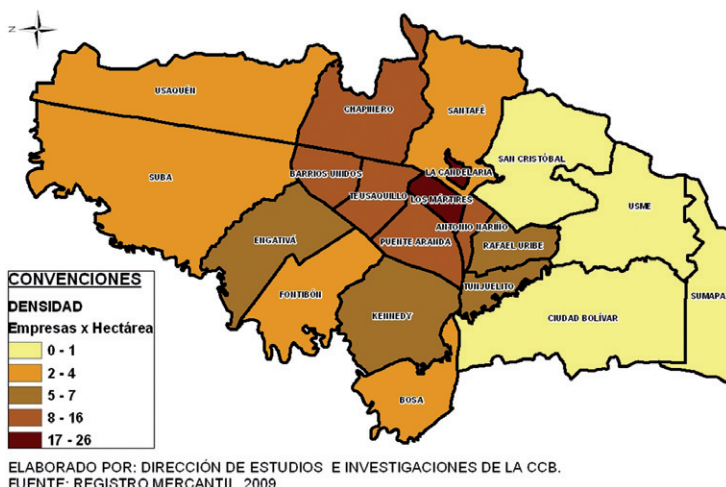 N
USAQUÉN
CHAPINERO
SANTAFÉ
SAN CRISTÓBAL
LA CANDELARIA
SUBA
BARRIOS UNIDOS
TEUSAQUILLO
LOS MÁRTIRES
USME
ENGATIVÁ
PUENTE ARANDA
ANTONIO NARIÑO
RAFAEL URIBE
TUNJUELITO
FONTIBÓN
KENNEDY
CIUDAD BOLÍVAR
SUMAPA
BOSA
CONVENCIONES
DENSIDAD
Empresas x Hectárea
0 - 1
2 - 4
5 - 7
8 - 16
17 - 26
ELABORADO POR: DIRECCIÓN DE ESTUDIOS E INVESTIGACIONES DE LA CCB.
FUENTE: REGISTRO MERCANTIL, 2009